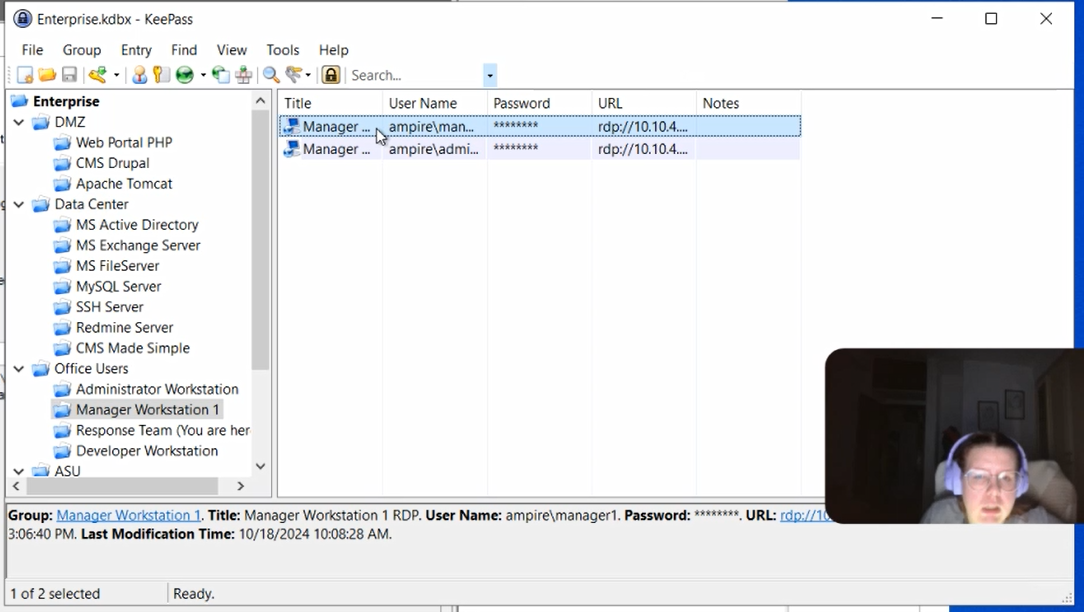 Enterprise.kdbx - KeePass
File Group Entry Find View Tools Help
Search...
Enterprise
DMZ
Web Portal PHP
CMS Drupal
Apache Tomcat
Data Center
MS Active Directory
MS Exchange Server
MS FileServer
MySQL Server
SSH Server
Redmine Server
CMS Made Simple
Office Users
Administrator Workstation
Manager Workstation 1
Response Team (You are her
Developer Workstation
ASU
Title User Name Password URL Notes
Manager ... ampire\man... ******** rdp://10.10.4....
Manager ... ampire\admi... ******** rdp://10.10.4....
Group: Manager Workstation 1. Title: Manager Workstation 1 RDP. User Name: ampire\manager1. Password: ********. URL: rdp://10
3:06:40 PM. Last Modification Time: 10/18/2024 10:08:28 AM.
1 of 2 selected Ready.